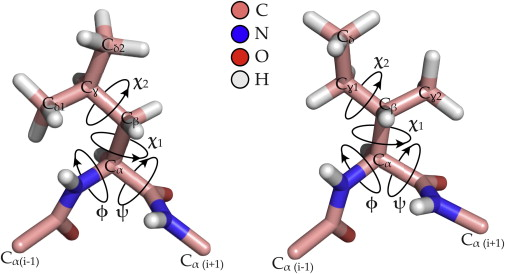 C
N
O
H
Cδ2
Cγ
χ2
Cδ1
Cβ
χ1
Cα
ϕ
ψ
Cα(i-1)
Cα (i+1)
Cδ
Cγ1
χ2
Cγ2
Cβ
χ1
Cα
ϕ
ψ
Cα (i-1)
Cα (i+1)